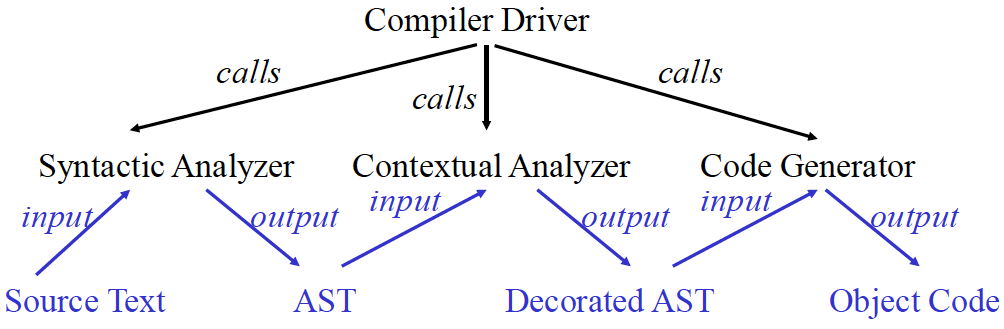 Compiler Driver
calls
calls
calls
Syntactic Analyzer
Contextual Analyzer
Code Generator
input
output
input
output
input
output
Source Text
AST
Decorated AST
Object Code